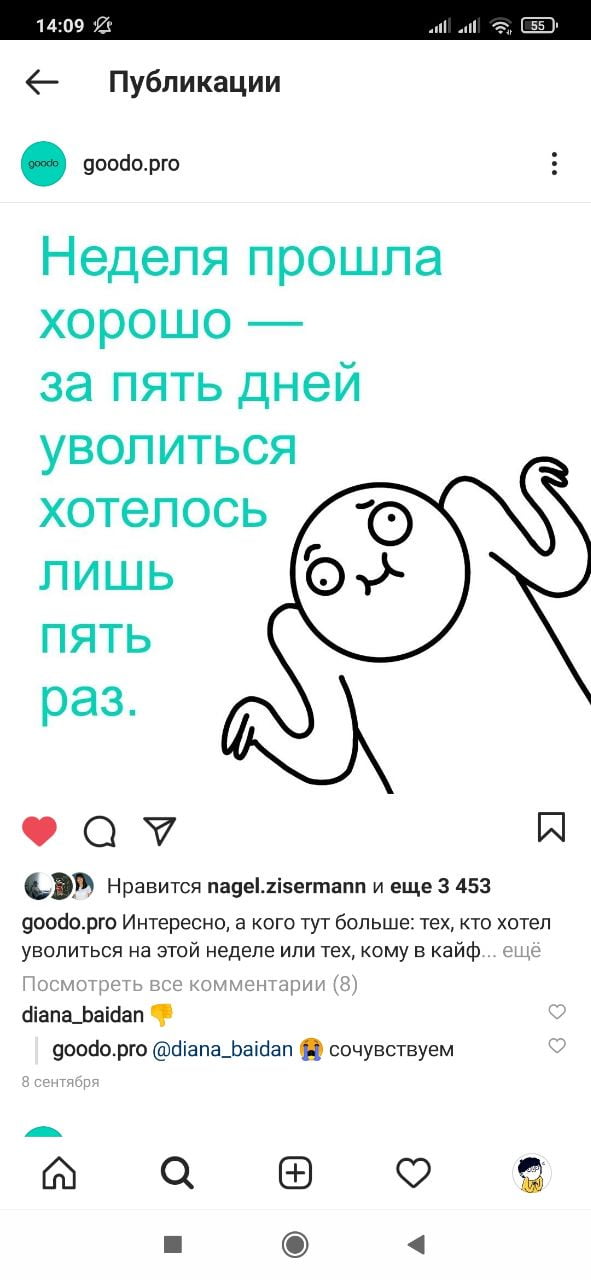 14:09
55
Публикации
goodo
goodo.pro
Неделя прошла
хорошо —
за пять дней
уволиться
хотелось
лишь
пять
раз.
Нравится nagel.zisermann и еще 3 453
goodo.pro Интересно, а кого тут больше: тех, кто хотел
уволиться на этой неделе или тех, кому в кайф... ещё
Посмотреть все комментарии (8)
diana_baidan 👎
goodo.pro @diana_baidan 😭 сочувствуем
8 сентября